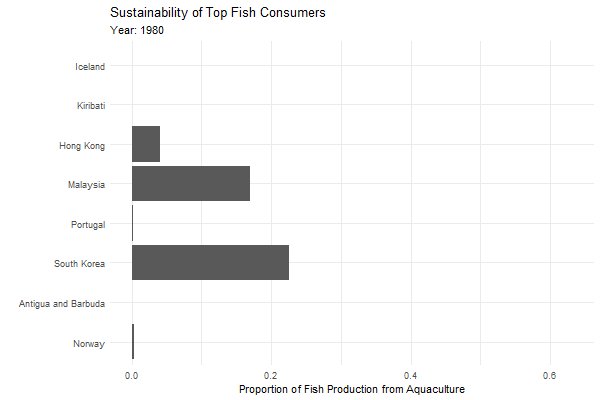 Sustainability of Top Fish Consumers
Year: 1980
Iceland
Kiribati
Hong Kong
Malaysia
Portugal
South Korea
Antigua and Barbuda
Norway
0.0 0.2 0.4 0.6
Proportion of Fish Production from Aquaculture